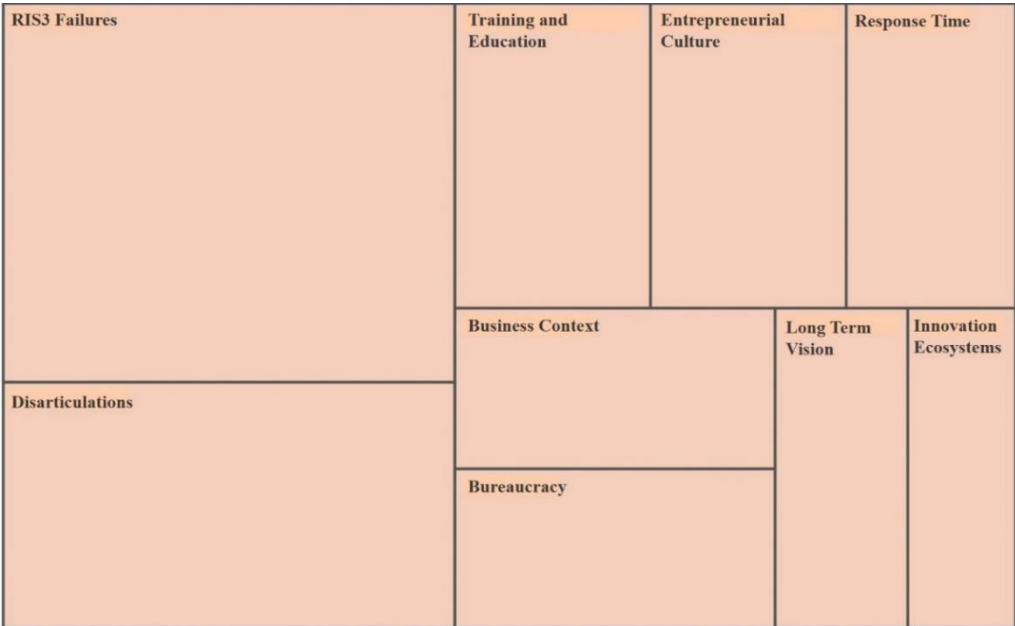 RIS3 Failures
Training and
Education
Entrepreneurial
Culture
Response Time
Business Context
Long Term
Vision
Innovation
Ecosystems
Disarticulations
Bureaucracy